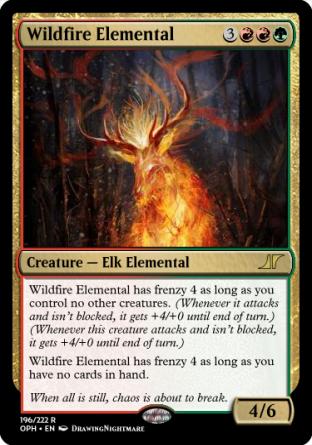 Wildfire Elemental 3
Creature — Elk Elemental
Wildfire Elemental has frenzy 4 as long as you
control no other creatures. (Whenever it attacks
and isn't blocked, it gets +4/+0 until end of turn.)
(Whenever this creature attacks and isn't blocked,
it gets +4/+0 until end of turn.)
Wildfire Elemental has frenzy 4 as long as you
have no cards in hand.
When all is still, chaos is about to break.
4/6
196/222 R
OPH • EN DrawingNightmare